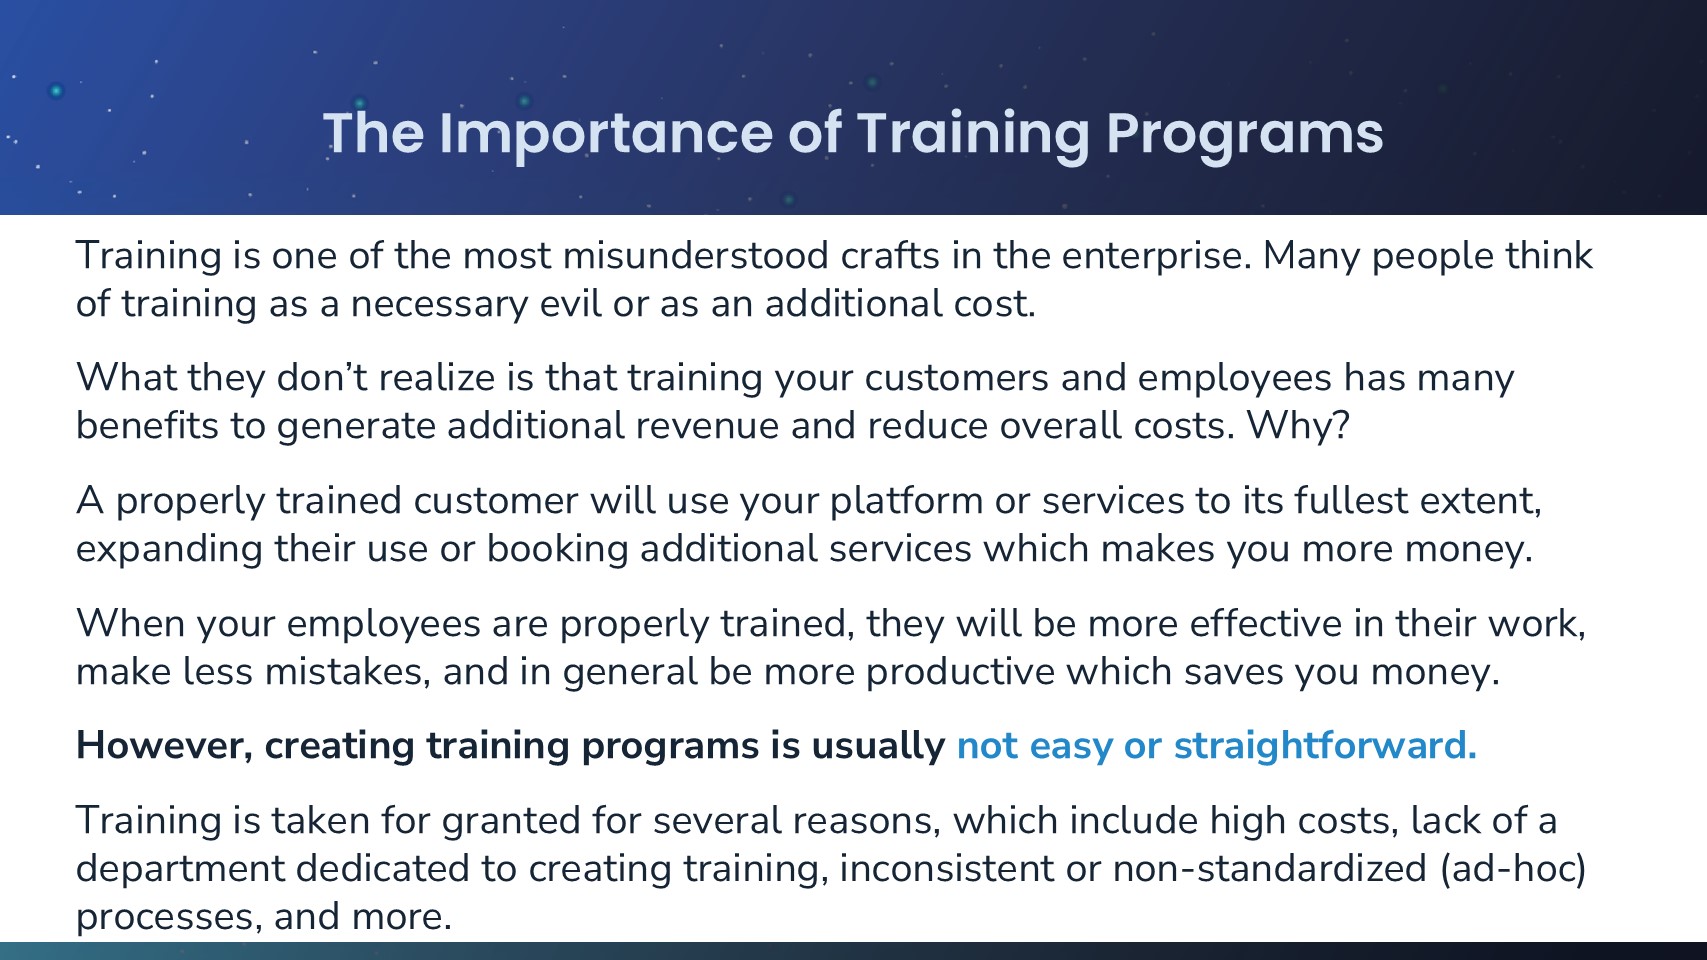 The Importance of Training Programs
Training is one of the most misunderstood crafts in the enterprise. Many people think
of training as a necessary evil or as an additional cost.
What they don’t realize is that training your customers and employees has many
benefits to generate additional revenue and reduce overall costs. Why?
A properly trained customer will use your platform or services to its fullest extent,
expanding their use or booking additional services which makes you more money.
When your employees are properly trained, they will be more effective in their work,
make less mistakes, and in general be more productive which saves you money.
However, creating training programs is usually not easy or straightforward.
Training is taken for granted for several reasons, which include high costs, lack of a
department dedicated to creating training, inconsistent or non-standardized (ad-hoc)
processes, and more.